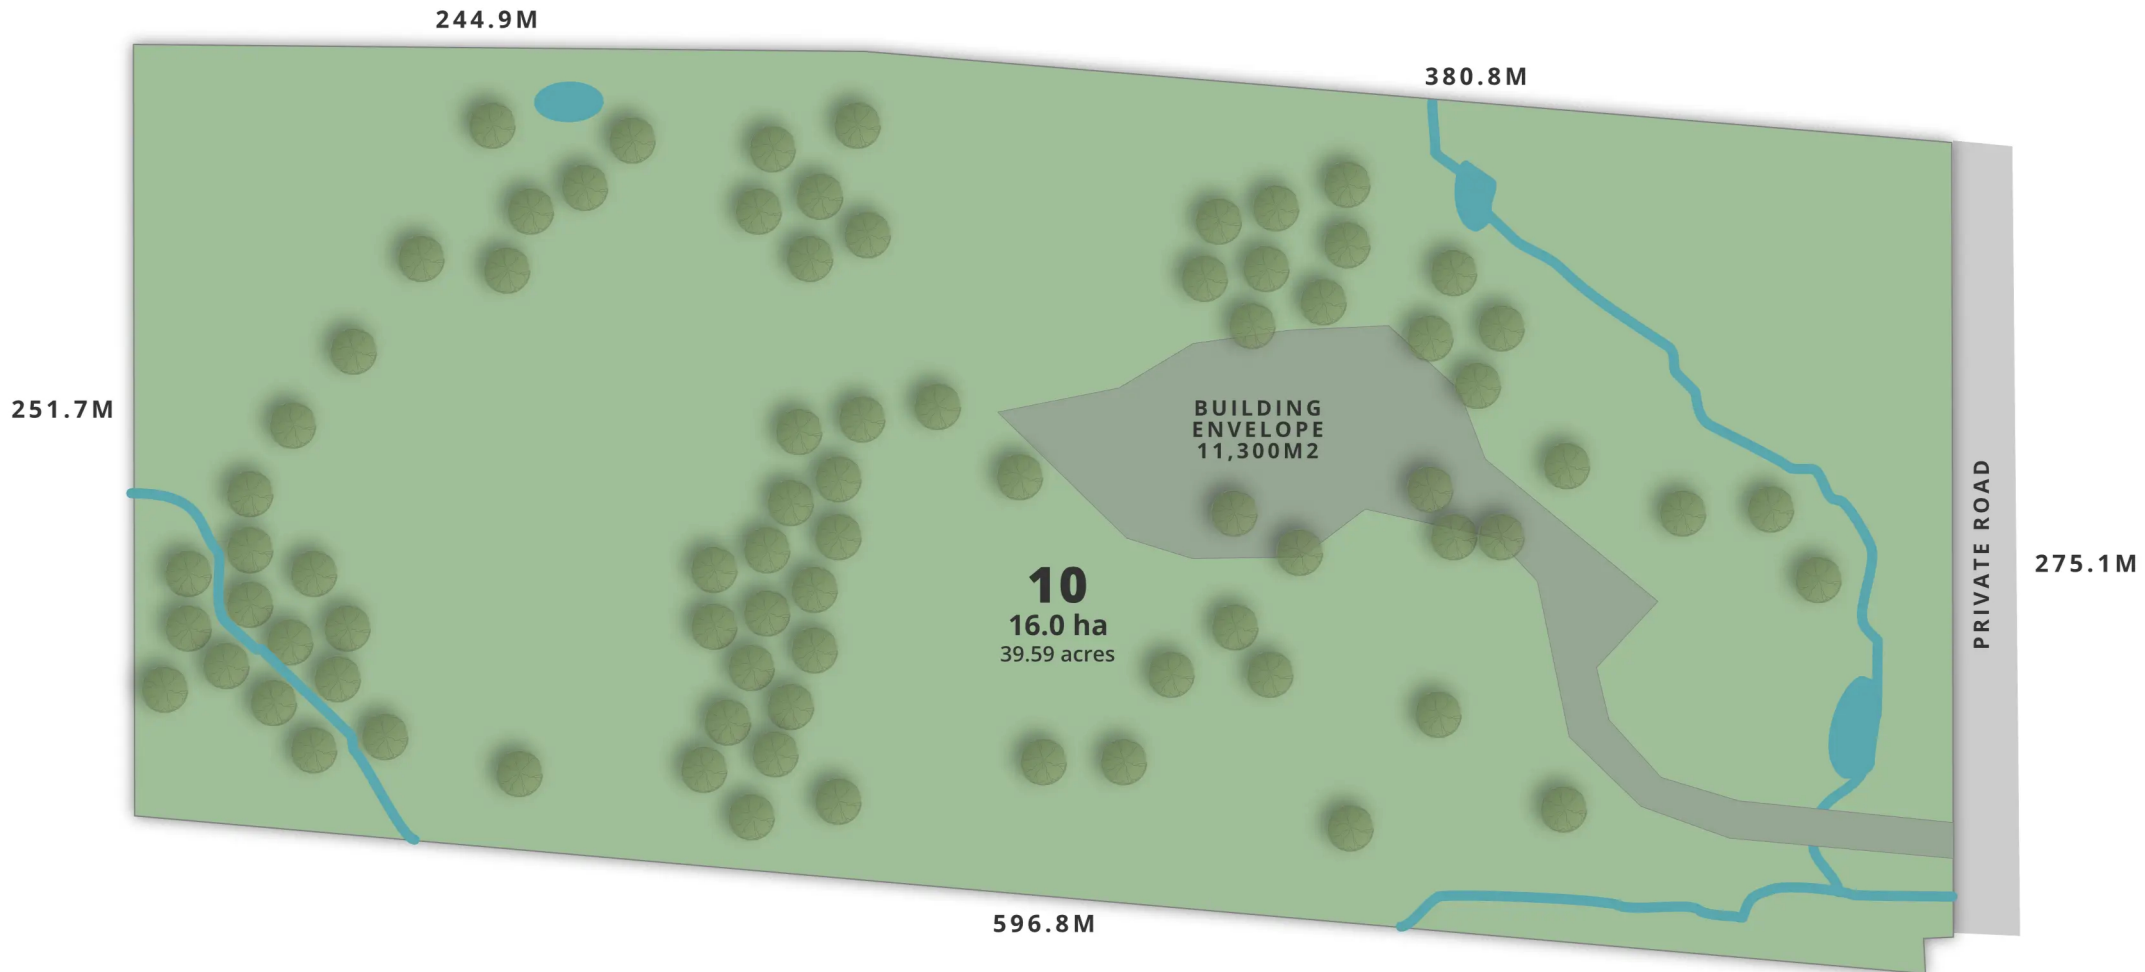 244.9M
380.8M
251.7M
BUILDING
ENVELOPE
11,300M2
PRIVATE ROAD
275.1M
10
16.0 ha
39.59 acres
596.8M